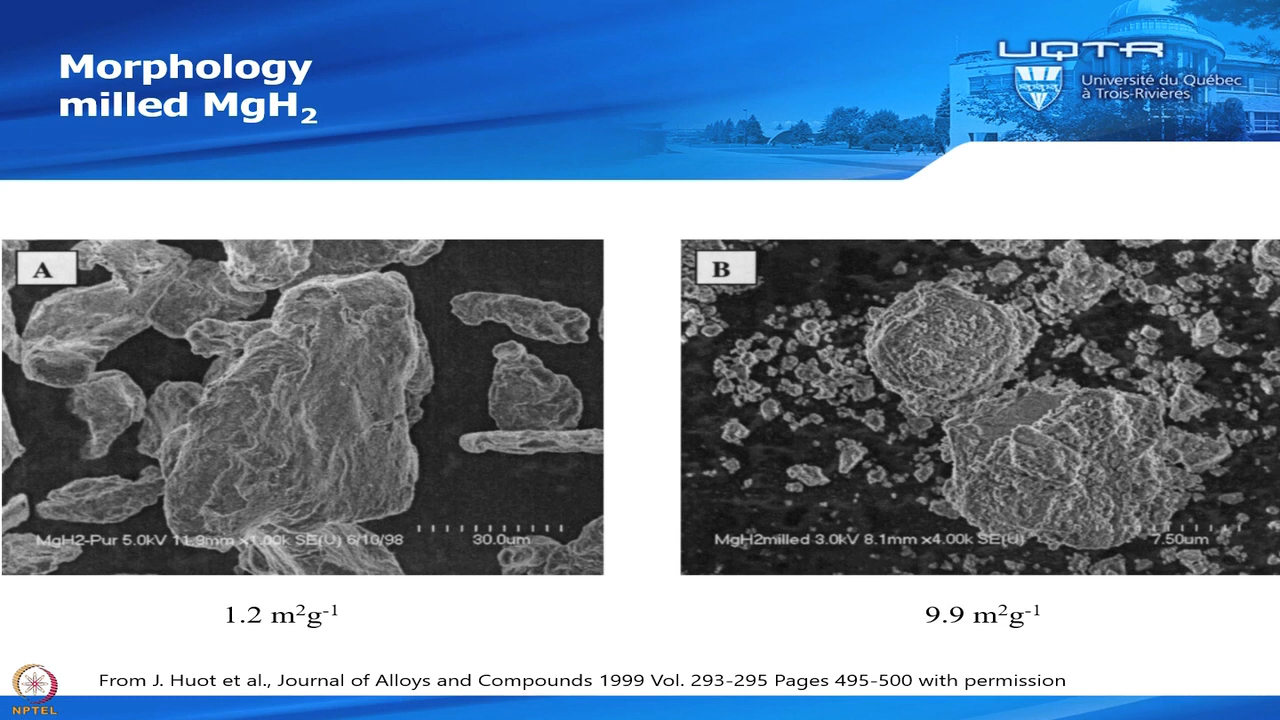 Morphology
milled MgH₂
UQTR
Université du Québec
à Trois-Rivières
A
MgH2-Pur 5.0kV 11.9mm x1.00k SE(U) 6/10/98 30.0um
B
MgH2milled 3.0kV 8.1mm x4.00k SE(U) 7.50um
1.2 m²g⁻¹
9.9 m²g⁻¹
From J. Huot et al., Journal of Alloys and Compounds 1999 Vol. 293-295 Pages 495-500 with permission
NPTEL